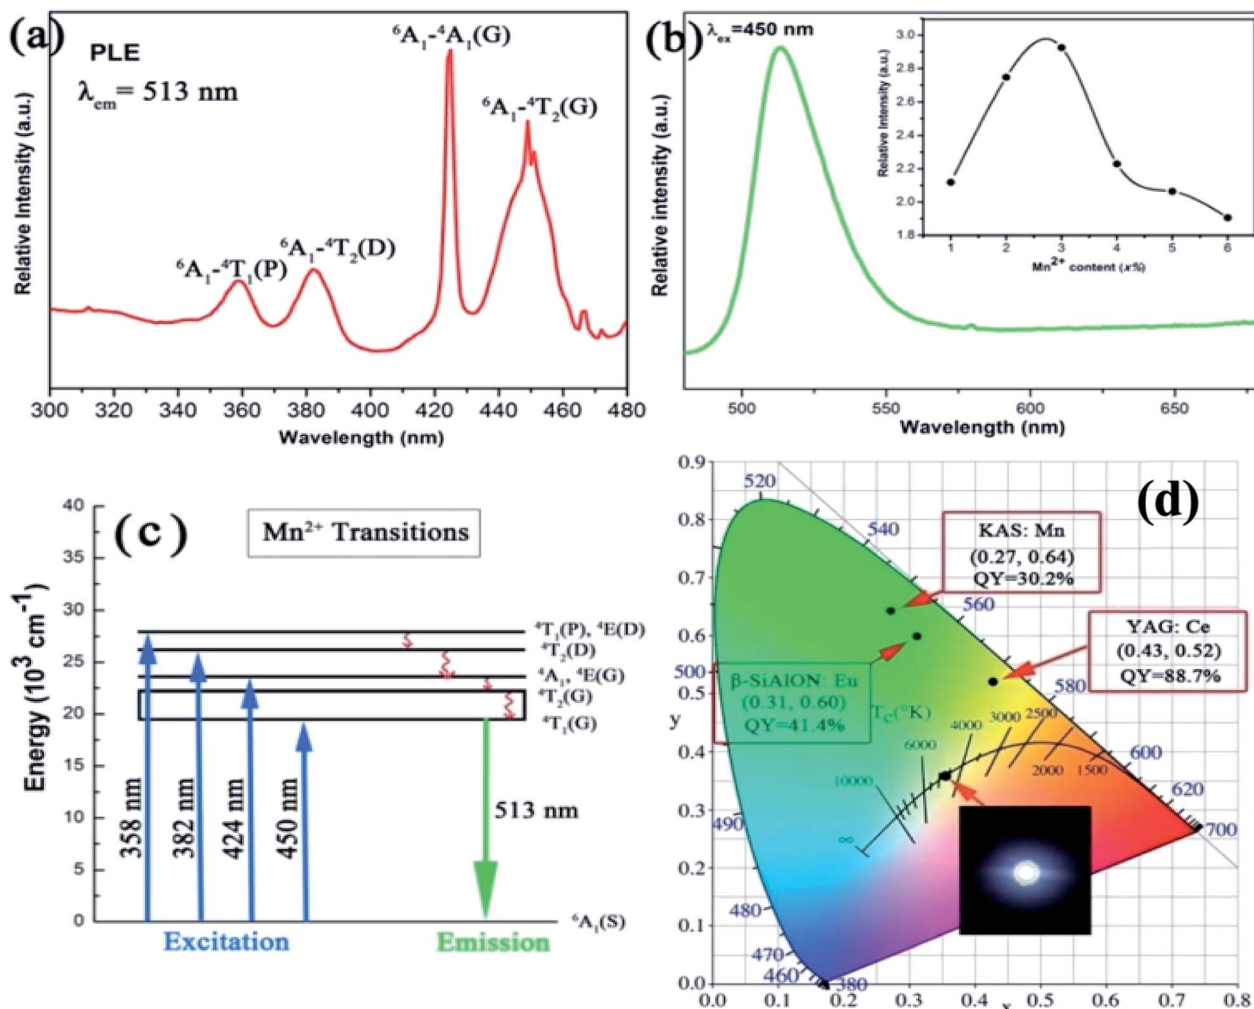 (a)
PLE
λem= 513 nm
⁶A₁-⁴A₁(G)
⁶A₁-⁴T₂(G)
⁶A₁-⁴T₁(P)
⁶A₁-⁴T₂(D)
Relative Intensity (a.u.)
300 320 340 360 380 400 420 440 460 480
Wavelength (nm)
(b)
λex=450 nm
Relative intensity (a.u.)
500 550 600 650
Wavelength (nm)
Relative Intensity (a.u.)
3.0
2.8
2.6
2.4
2.2
2.0
1.8
1 2 3 4 5 6
Mn²⁺ content (x%)
(c)
Mn²⁺ Transitions
Energy (10³ cm⁻¹)
40
35
30
25
20
15
10
5
0
⁴T₁(P), ⁴E(D)
⁴T₂(D)
⁴A₁, ⁴E(G)
⁴T₂(G)
⁴T₁(G)
358 nm
382 nm
424 nm
450 nm
513 nm
⁶A₁(S)
Excitation
Emission
(d)
y
0.9
0.8
0.7
0.6
0.5
0.4
0.3
0.2
0.1
0.0
0.0 0.1 0.2 0.3 0.4 0.5 0.6 0.7 0.8
x
520
540
560
580
600
620
700
500
490
480
470
460
380
KAS: Mn
(0.27, 0.64)
QY=30.2%
YAG: Ce
(0.43, 0.52)
QY=88.7%
β-SiAlON: Eu
(0.31, 0.60)
QY=41.4%
TC(°K)
∞
10000
6000
4000
3000
2500
2000
1500